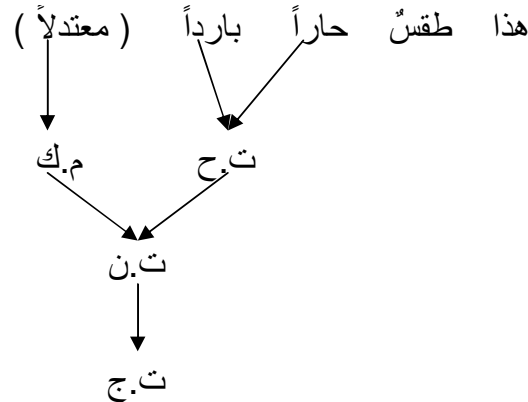 هذا طقسٌ حاراً بارداً ( معتدلاً )
ت.ح م.ك
ت.ن
ت.ج